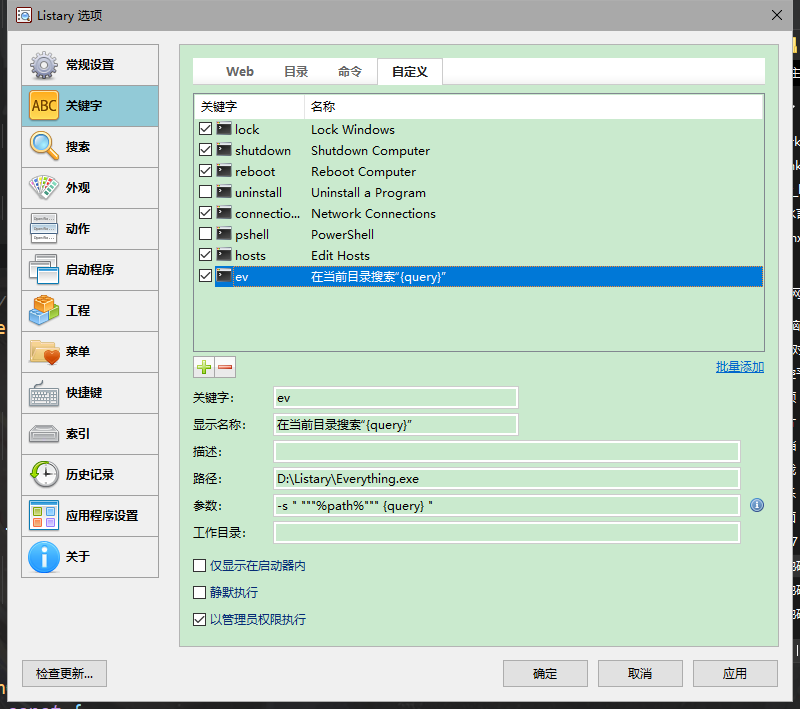 Listary 选项
常规设置
ABC 关键字
搜索
外观
动作
启动程序
工程
菜单
快捷键
索引
历史记录
应用程序设置
关于
Web 目录 命令 自定义
关键字 名称
lock Lock Windows
shutdown Shutdown Computer
reboot Reboot Computer
uninstall Uninstall a Program
connectio... Network Connections
pshell PowerShell
hosts Edit Hosts
ev 在当前目录搜索“{query}”
批量添加
关键字: ev
显示名称: 在当前目录搜索“{query}”
描述:
路径: D:\Listary\Everything.exe
参数: -s " """%path%""" {query} "
工作目录:
仅显示在启动器内
静默执行
以管理员权限执行
检查更新... 确定 取消 应用